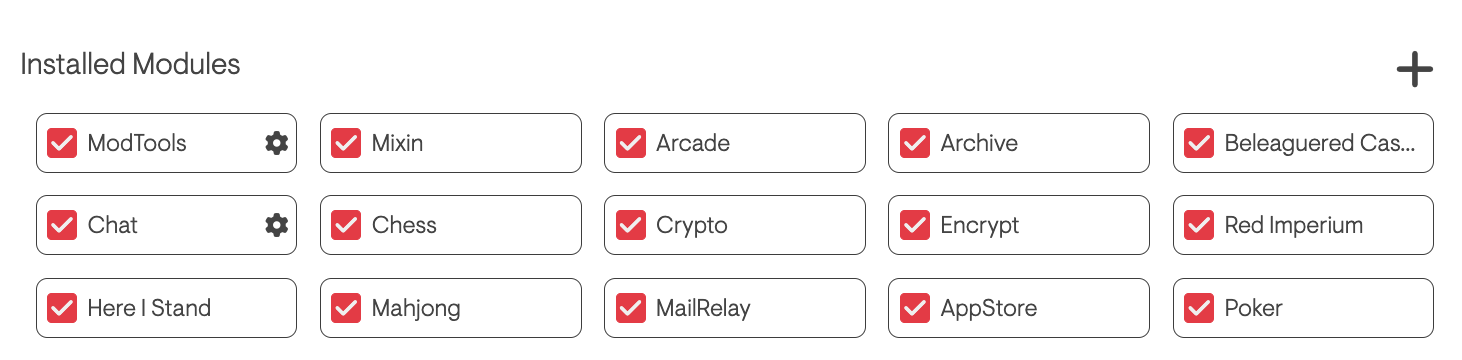 Installed Modules
ModTools Mixin Arcade Archive Beleaguered Cas...
Chat Chess Crypto Encrypt Red Imperium
Here I Stand Mahjong MailRelay AppStore Poker